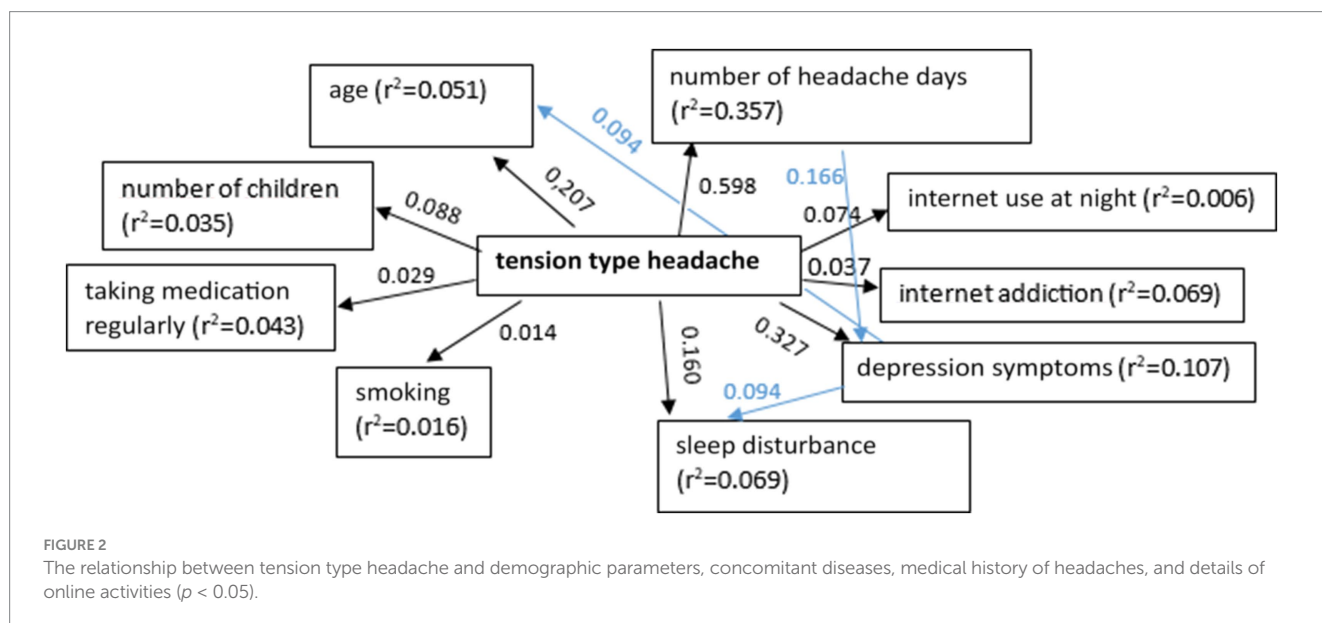 age (r²=0.051)
number of headache days
(r²=0.357)
0.094
0,207
0.598
0.166
number of children
(r²=0.035)
0.088
internet use at night (r²=0.006)
0.074
tension type headache
0.037
taking medication
regularly (r²=0.043)
0.029
internet addiction (r²=0.069)
0.014
0.160
0.327
depression symptoms (r²=0.107)
smoking
(r²=0.016)
0.094
sleep disturbance
(r²=0.069)
FIGURE 2
The relationship between tension type headache and demographic parameters, concomitant diseases, medical history of headaches, and details of
online activities (p < 0.05).